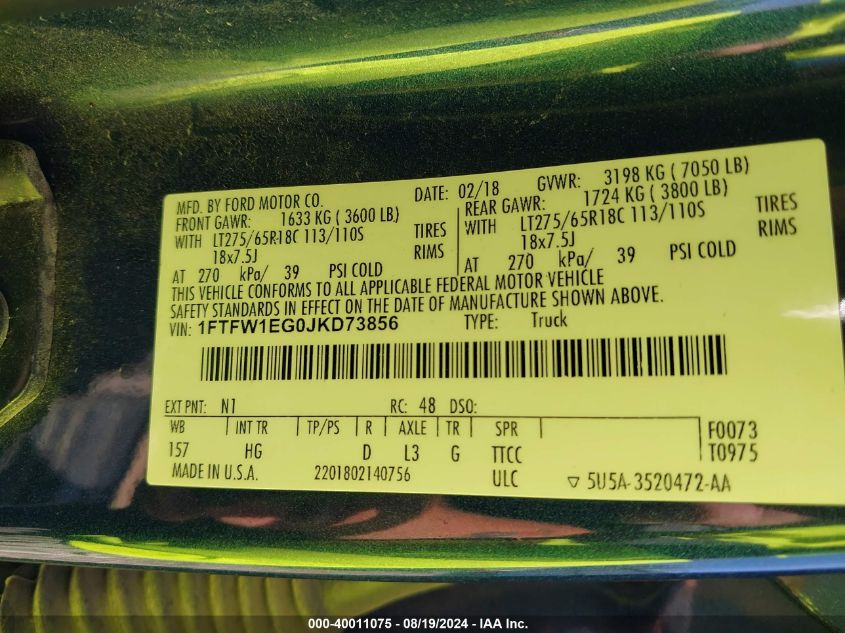 MFD. BY FORD MOTOR CO. DATE: 02/18 GVWR: 3198 KG ( 7050 LB)
FRONT GAWR: 1633 KG ( 3600 LB) REAR GAWR: 1724 KG ( 3800 LB)
WITH LT275/65R18C 113/110S TIRES WITH LT275/65R18C 113/110S TIRES
18x7.5J RIMS 18x7.5J RIMS
AT 270 kPa/ 39 PSI COLD AT 270 kPa/ 39 PSI COLD
THIS VEHICLE CONFORMS TO ALL APPLICABLE FEDERAL MOTOR VEHICLE
SAFETY STANDARDS IN EFFECT ON THE DATE OF MANUFACTURE SHOWN ABOVE.
VIN: 1FTFW1EG0JKD73856 TYPE: Truck
EXT PNT: N1 RC: 48 DSO:
WB INT TR TP/PS R AXLE TR SPR F0073
157 HG D L3 G TTCC T0975
MADE IN U.S.A. 2201802140756 ULC ▽ 5U5A-3520472-AA
000-40011075 - 08/19/2024 - IAA Inc.